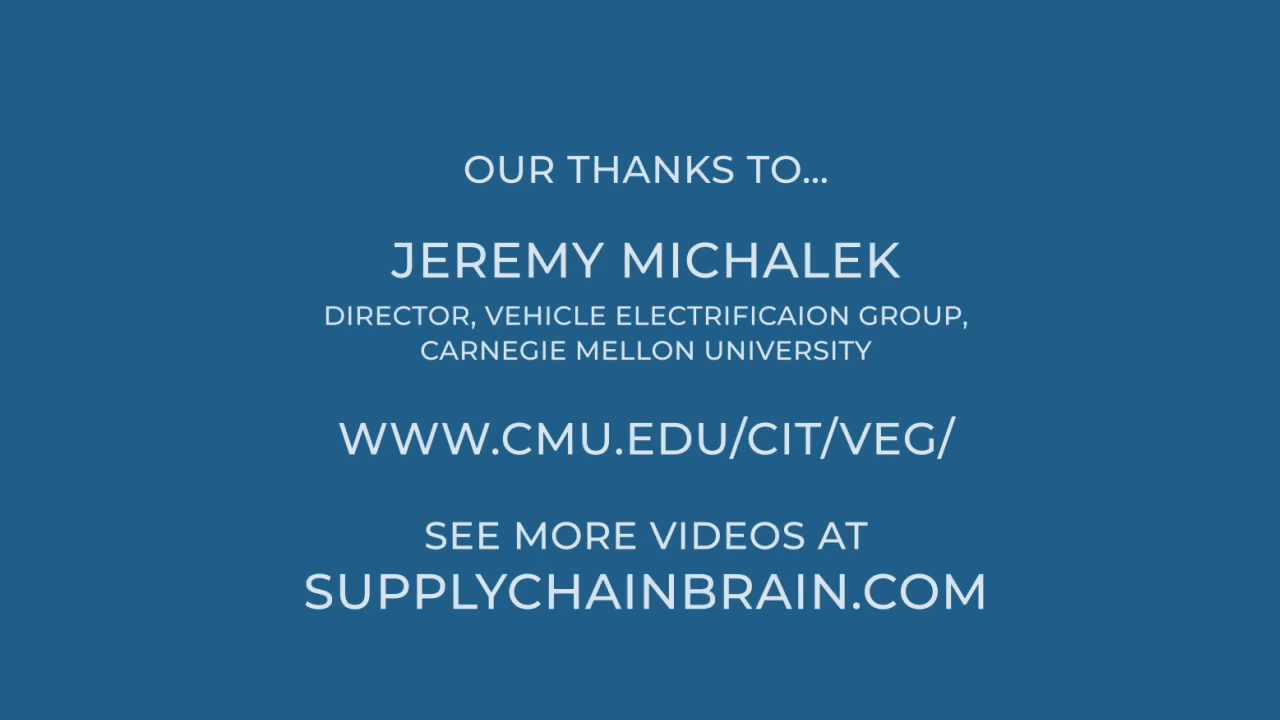 OUR THANKS TO...
JEREMY MICHALEK
DIRECTOR, VEHICLE ELECTRIFICAION GROUP,
CARNEGIE MELLON UNIVERSITY
WWW.CMU.EDU/CIT/VEG/
SEE MORE VIDEOS AT
SUPPLYCHAINBRAIN.COM